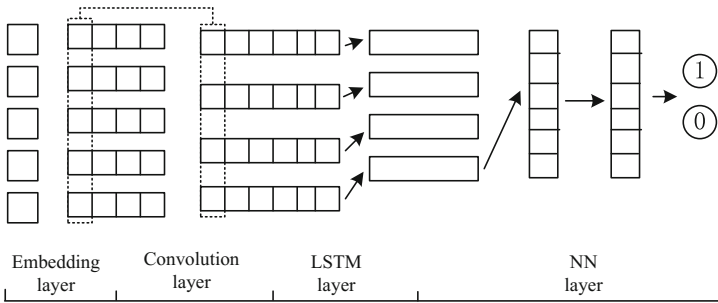 1
0
Embedding
layer
Convolution
layer
LSTM
layer
NN
layer